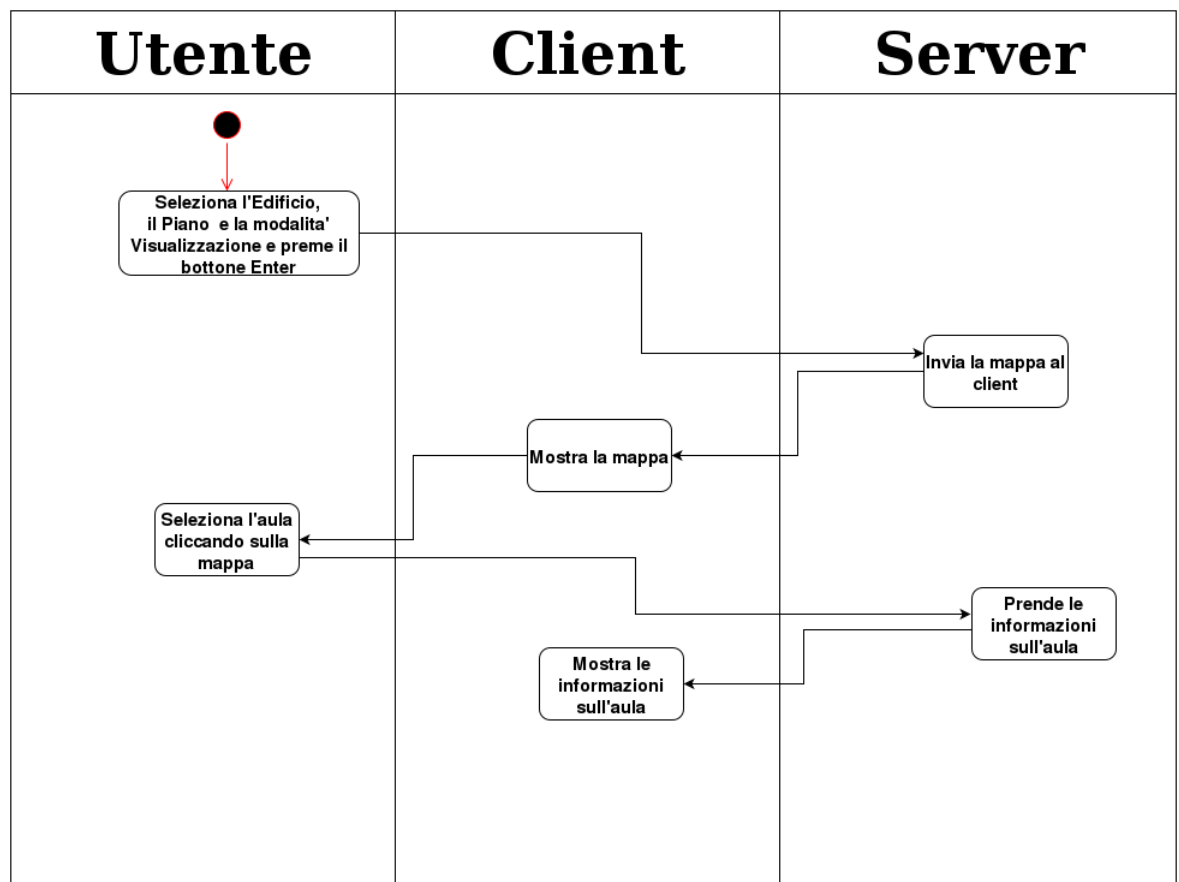 Utente
Client
Server
Seleziona l'Edificio,
il Piano e la modalita'
Visualizzazione e preme il
bottone Enter
Invia la mappa al
client
Mostra la mappa
Seleziona l'aula
cliccando sulla
mappa
Prende le
informazioni
sull'aula
Mostra le
informazioni
sull'aula